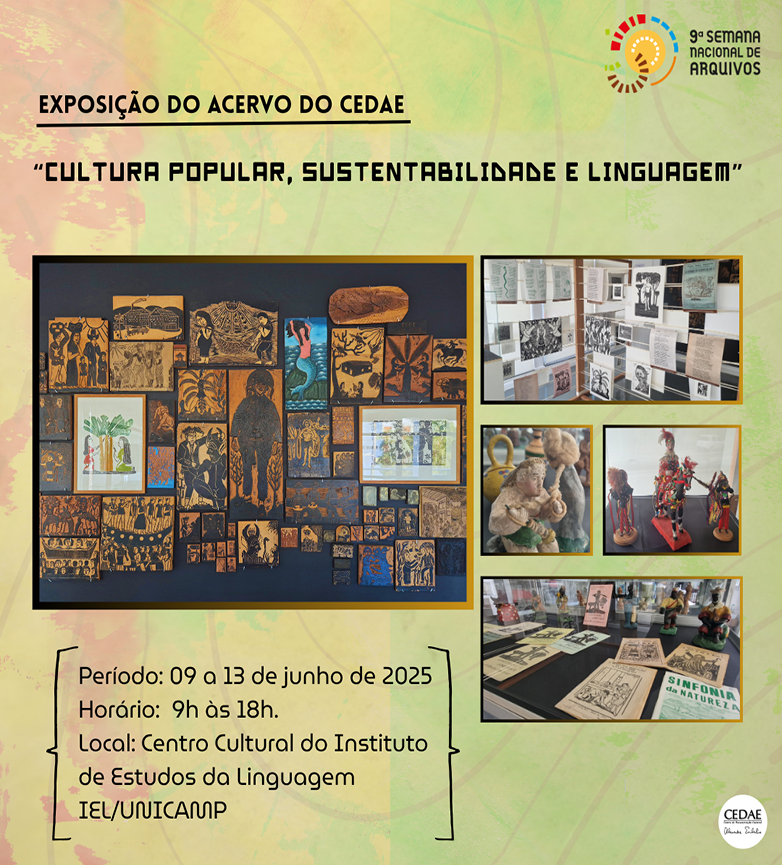 9ª SEMANA
NACIONAL DE
ARQUIVOS
EXPOSIÇÃO DO ACERVO DO CEDAE
“CULTURA POPULAR, SUSTENTABILIDADE E LINGUAGEM”
SINFONIA
da NATUREZA
Período: 09 a 13 de junho de 2025
Horário: 9h às 18h.
Local: Centro Cultural do Instituto
de Estudos da Linguagem
IEL/UNICAMP
CEDAE